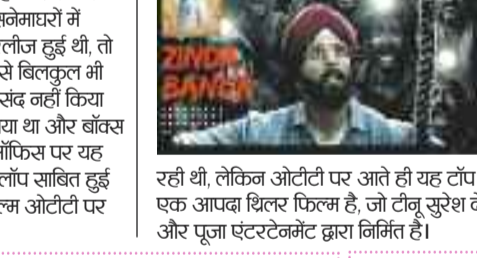 सिनेमाघरों में
रिलीज हुई थी, तो
इसे बिलकुल भी
पसंद नहीं किया
गया था और बॉक्स
ऑफिस पर यह
फ्लॉप साबित हुई
ओटीटी पर
ZINDA
BANDA
रही थी, लेकिन ओटीटी पर आते ही यह टॉप
एक आपदा थ्रिलर फिल्म है, जो टीनू सुरेश
और पूजा एंटरटेनमेंट द्वारा निर्मित है।